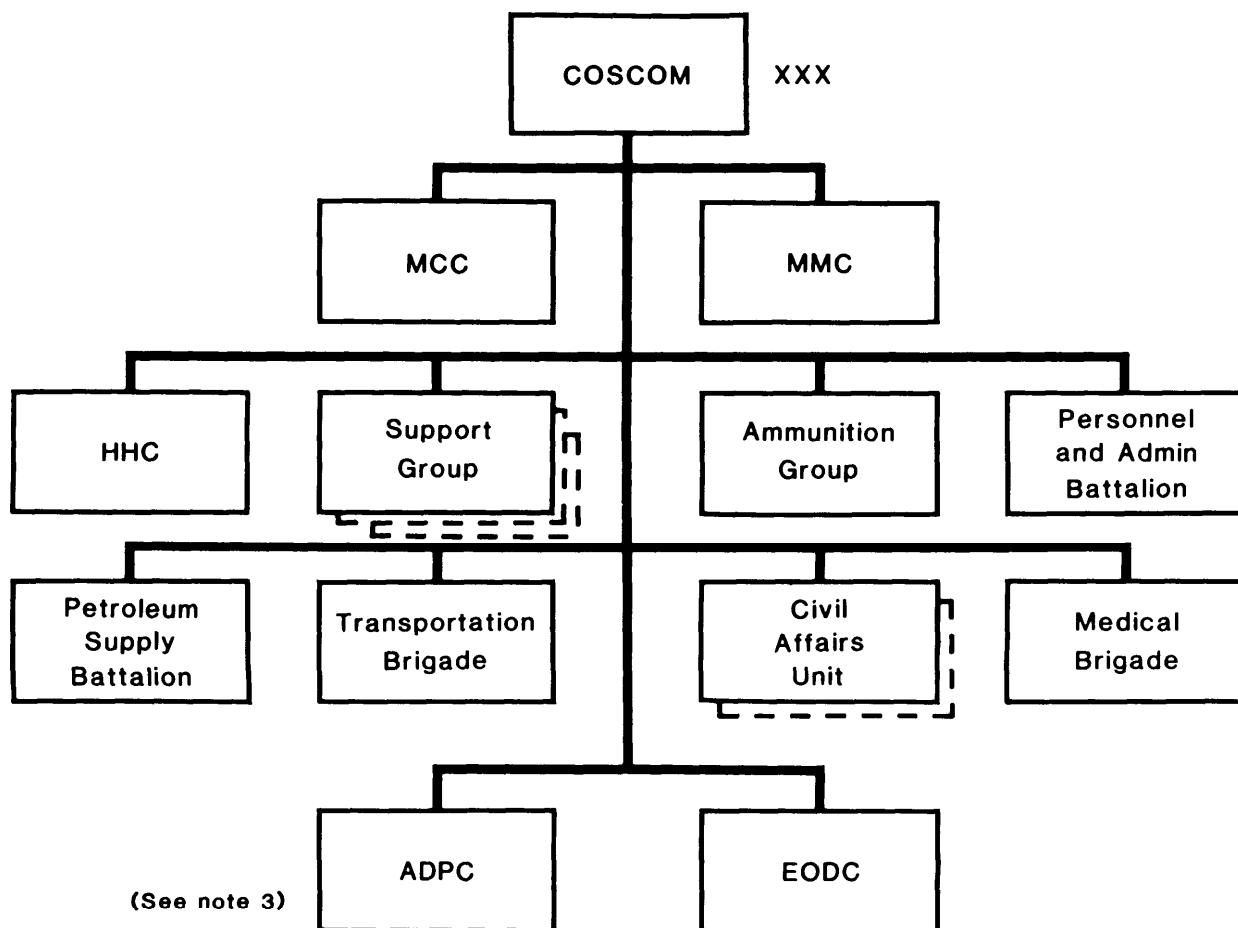 COSCOM XXX
MCC
MMC
HHC
Support
Group
Ammunition
Group
Personnel
and Admin
Battalion
Petroleum
Supply
Battalion
Transportation
Brigade
Civil
Affairs
Unit
Medical
Brigade
(See note 3)
ADPC
EODC